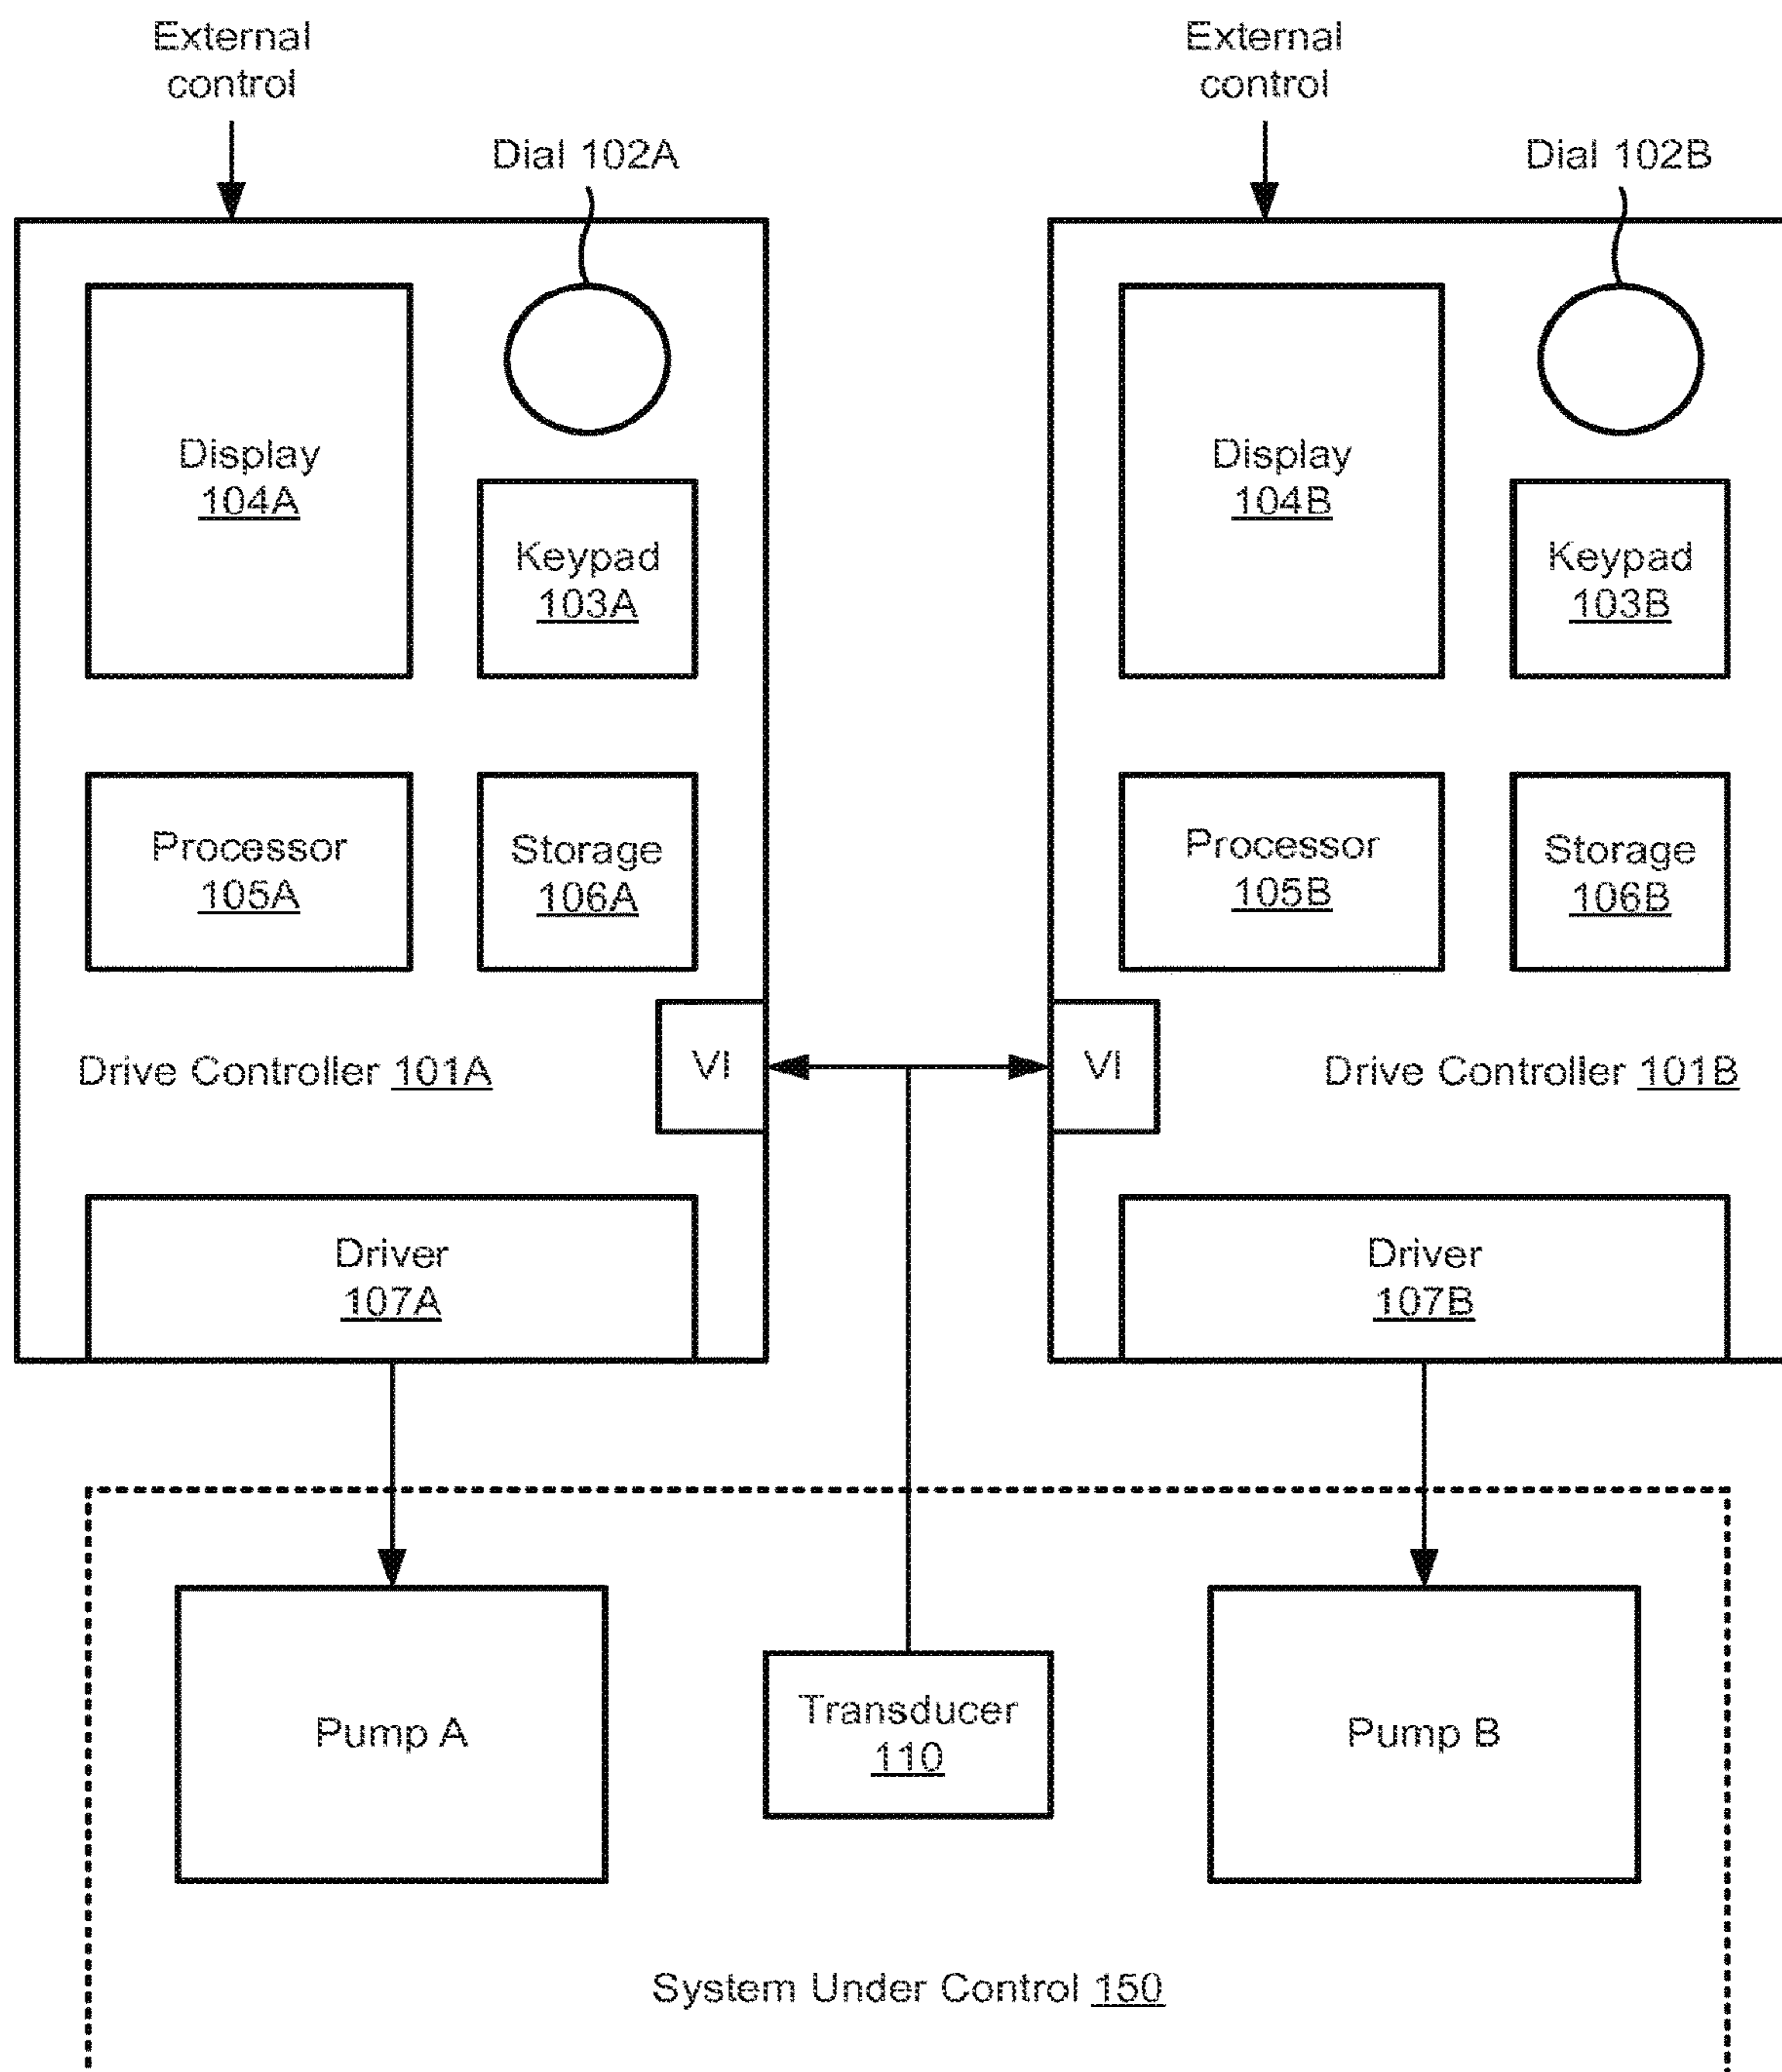 External
control
External
control
Dial 102A
Dial 102B
Display
104A
Display
104B
Keypad
103A
Keypad
103B
Processor
105A
Storage
106A
Processor
105B
Storage
106B
Drive Controller 101A
VI
VI
Drive Controller 101B
Driver
107A
Driver
107B
Pump A
Transducer
110
Pump B
System Under Control 150